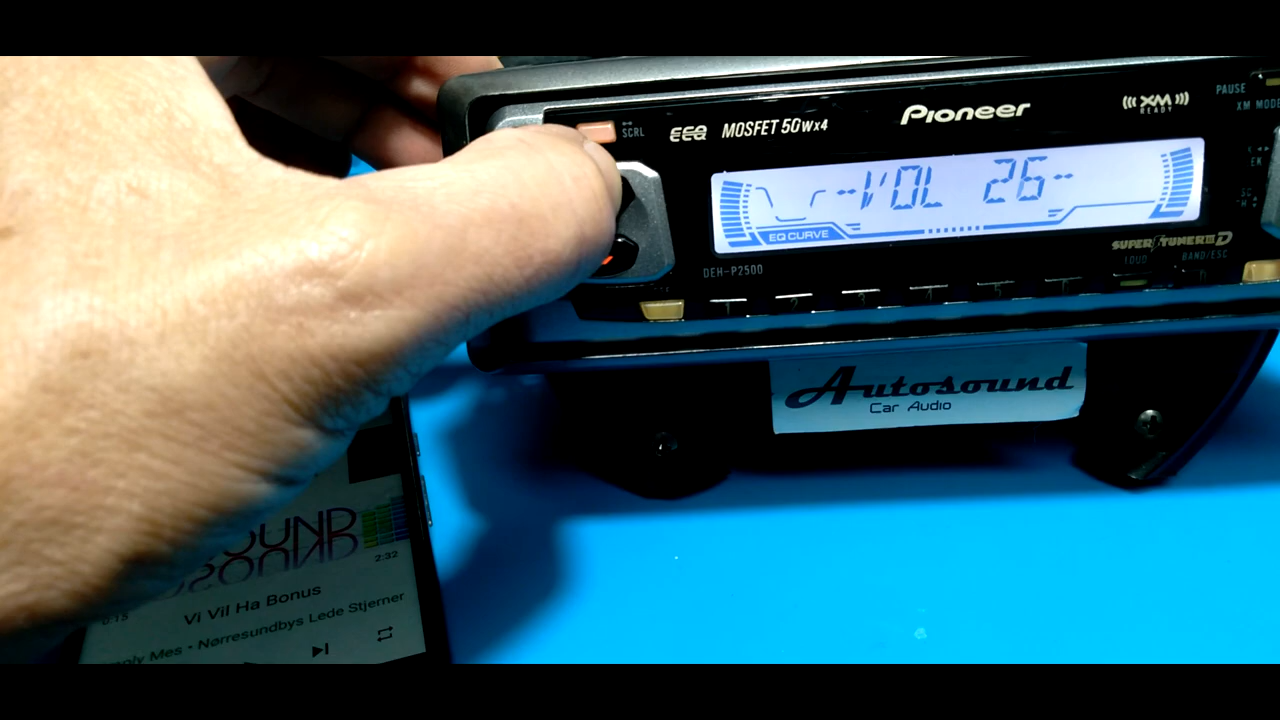 SCRL
EEQ MOSFET 50Wx4
Pioneer
XM
READY
PAUSE
XM MODE
-VOL 26-
EQ CURVE
DEH-P2500
SUPER TUNER III D
LOUD
BAND/ESC
1 2 3 4 5 6
Autosound
Car Audio
SOUND
0:15
2:32
Vi Vil Ha Bonus
Mes • Nørresundbys Lede Stjerner